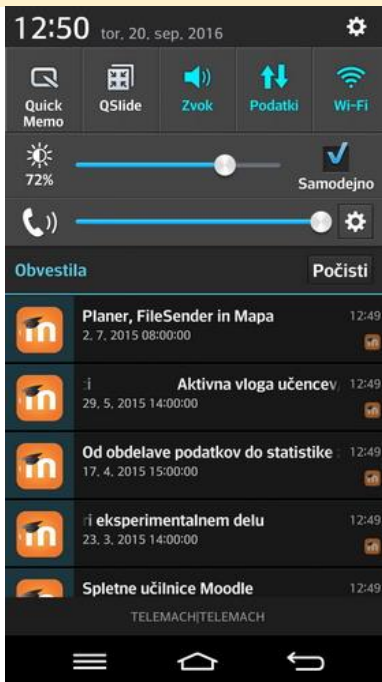 12:50 tor, 20. sep. 2016
Quick Memo
QSlide
Zvok
Podatki
Wi-Fi
72%
Samodejno
Obvestila
Počisti
Planer, FileSender in Mapa 12:49
2. 7. 2015 08:00:00
Aktivna vloga učencev, 12:49
29. 5. 2015 14:00:00
Od obdelave podatkov do statistike 12:49
17. 4. 2015 15:00:00
ri eksperimentalnem delu 12:49
23. 3. 2015 14:00:00
Spletne učilnice Moodle 12:49
TELEMACH|TELEMACH